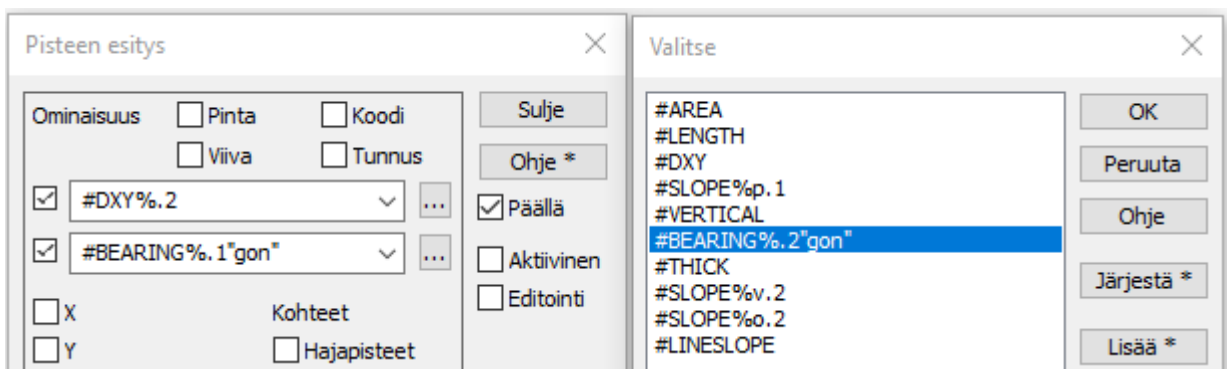 Pisteen esitys
Ominaisuus Pinta Koodi
Viiva Tunnus
#DXY%.2 ...
#BEARING%.1"gon" ...
X Kohteet
Y Hajapisteet
Sulje
Ohje *
Päällä
Aktiivinen
Editointi
Valitse
#AREA
#LENGTH
#DXY
#SLOPE%p.1
#VERTICAL
#BEARING%.2"gon"
#THICK
#SLOPE%v.2
#SLOPE%o.2
#LINESLOPE
OK
Peruuta
Ohje
Järjestä *
Lisää *